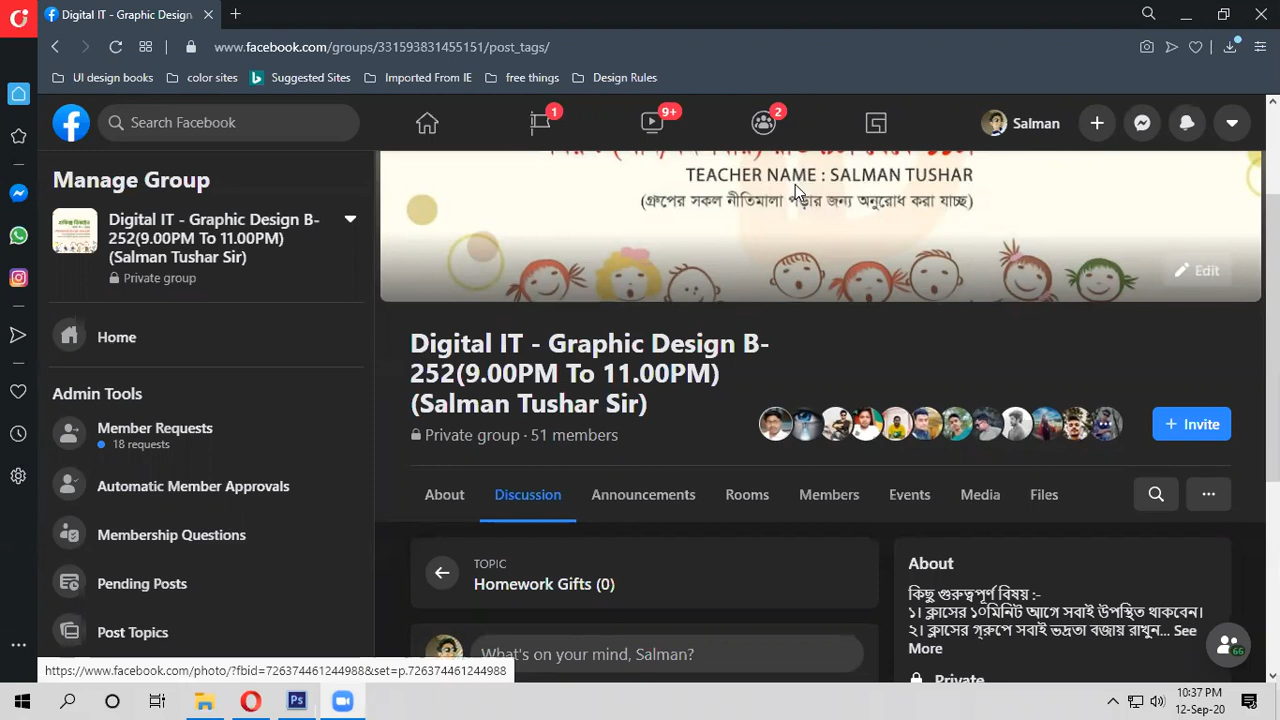 Digital IT - Graphic Design
www.facebook.com/groups/331593831455151/post_tags/
UI design books
color sites
Suggested Sites
Imported From IE
free things
Design Rules
Search Facebook
1
9+
2
Salman
Manage Group
Digital IT - Graphic Design B-
252(9.00PM To 11.00PM)
(Salman Tushar Sir)
Private group
Home
Admin Tools
Member Requests
18 requests
Automatic Member Approvals
Membership Questions
Pending Posts
Post Topics
TEACHER NAME : SALMAN TUSHAR
(গ্রুপের সকল নীতিমালা পড়ার জন্য অনুরোধ করা যাচ্ছে)
Edit
Digital IT - Graphic Design B-
252(9.00PM To 11.00PM)
(Salman Tushar Sir)
Private group · 51 members
+ Invite
About
Discussion
Announcements
Rooms
Members
Events
Media
Files
TOPIC
Homework Gifts (0)
What's on your mind, Salman?
About
কিছু গুরুত্বপূর্ণ বিষয় :-
১। ক্লাসের ১০মিনিট আগে সবাই উপস্থিত থাকবেন।
২। ক্লাসের গ্রুপে সবাই ভদ্রতা বজায় রাখুন... See
More
Private
66
https://www.facebook.com/photo/?fbid=726374461244988&set=p.726374461244988
Ps
10:37 PM
12-Sep-20